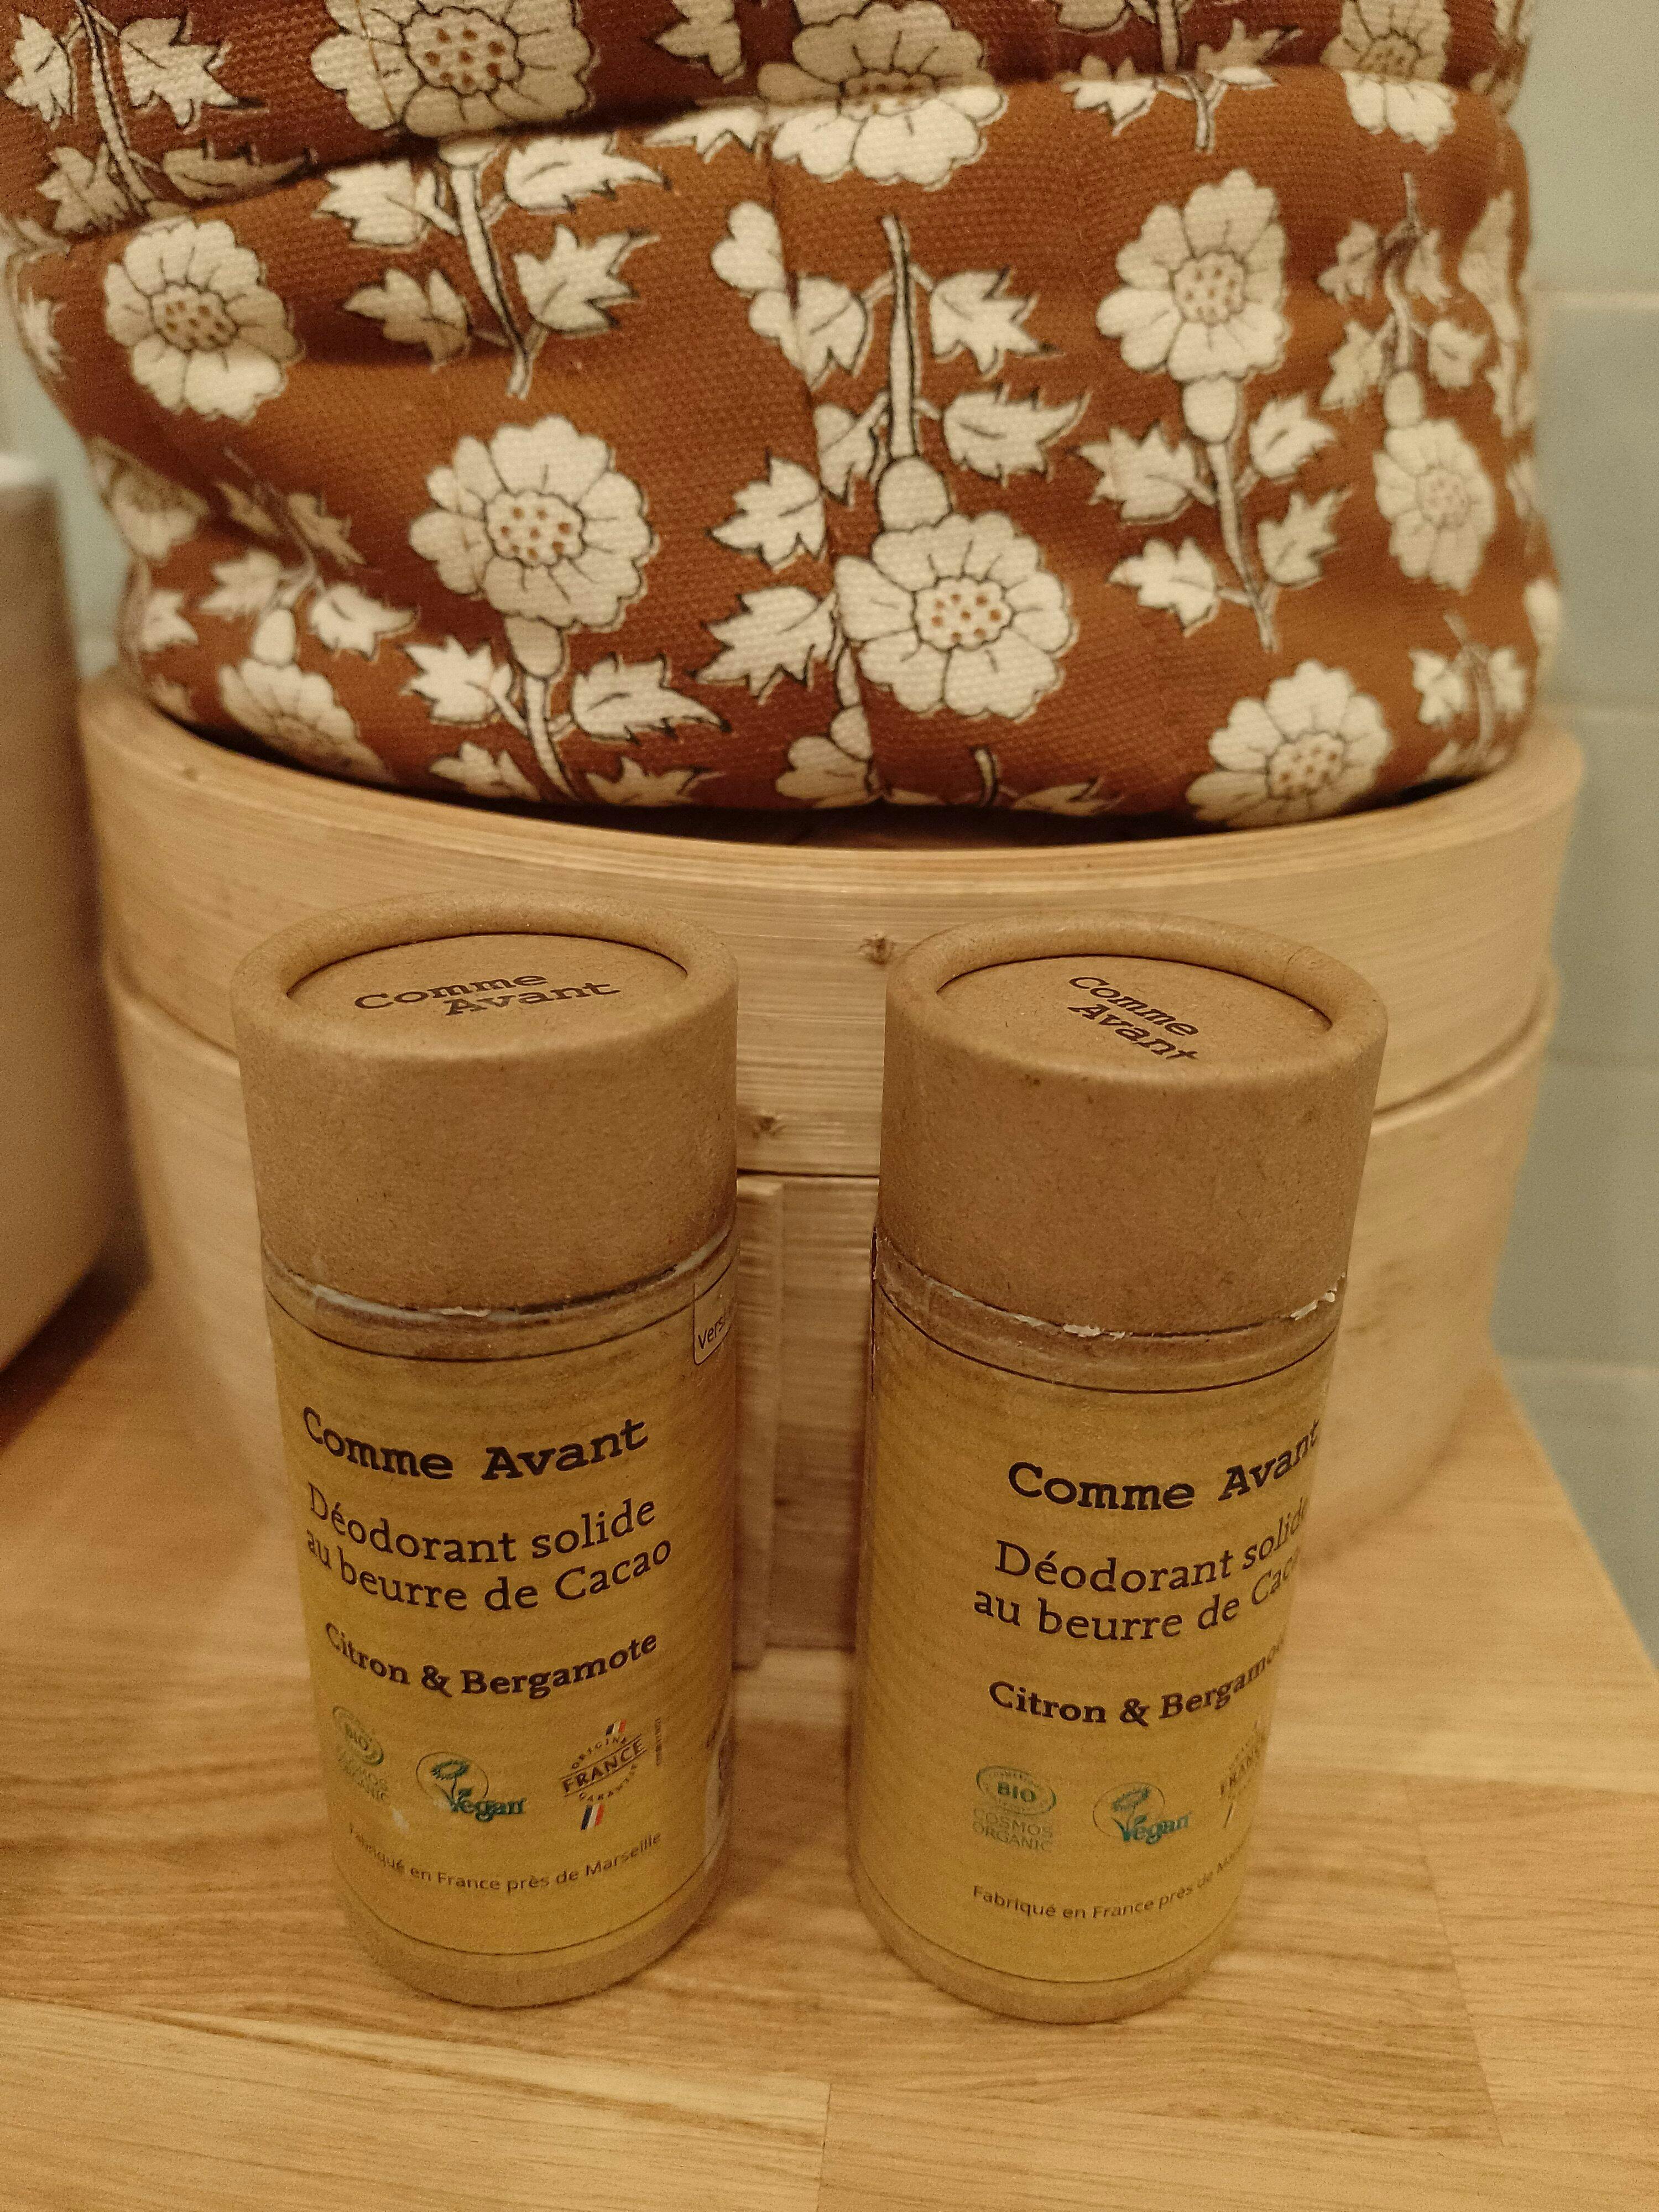 Comme
Avant
Comme Avant
Déodorant solide
au beurre de Cacao
Citron & Bergamote
BIO
COSMOS
ORGANIC
Vegan
ORIGINE
FRANCE
GARANTIE
Fabriqué en France près de Marseille
Comme
Avant
Comme Avant
Déodorant solide
au beurre de
Citron &
BIO
COSMOS
ORGANIC
Vegan
Fabriqué en France près de